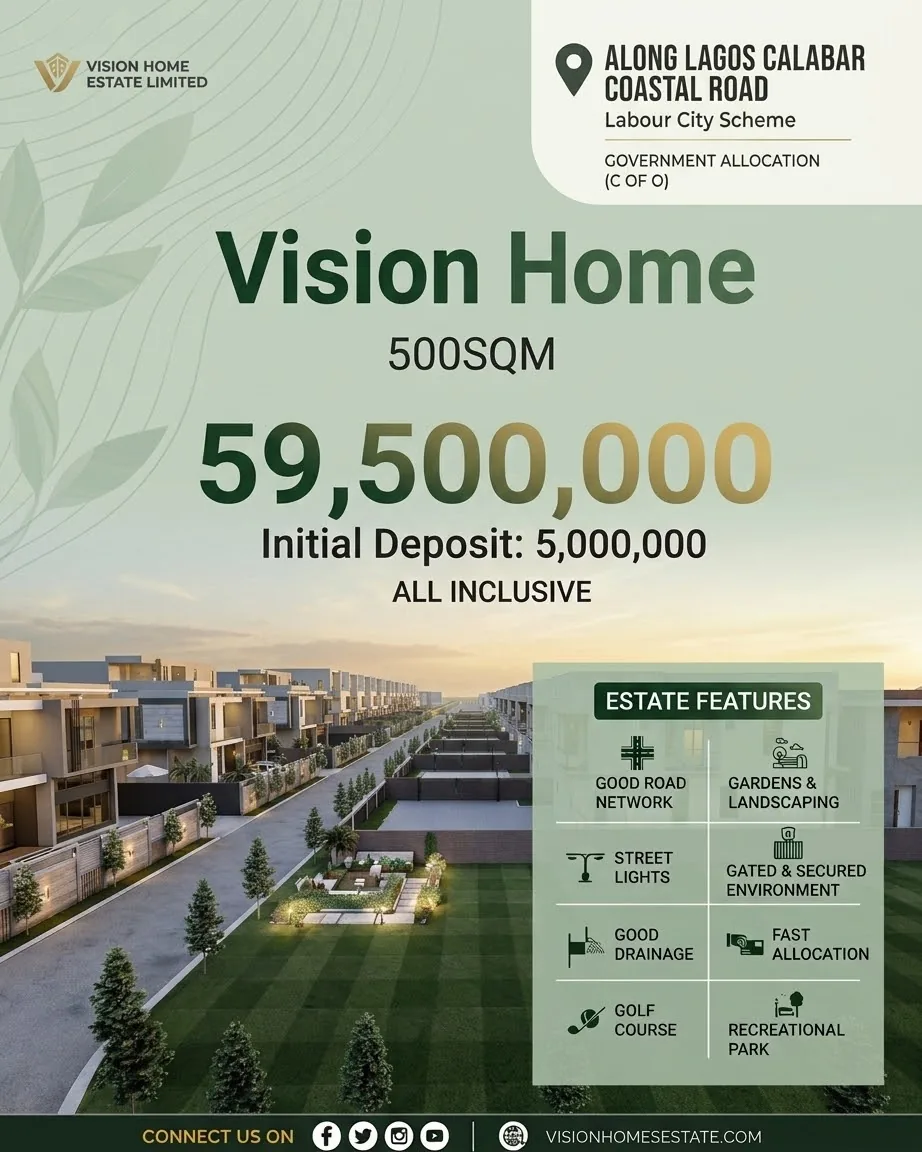 VISION HOME
ESTATE LIMITED
ALONG LAGOS CALABAR
COASTAL ROAD
Labour City Scheme
GOVERNMENT ALLOCATION
(C OF O)
Vision Home
500SQM
59,500,000
Initial Deposit: 5,000,000
ALL INCLUSIVE
ESTATE FEATURES
GOOD ROAD
NETWORK
GARDENS &
LANDSCAPING
STREET
LIGHTS
GATED & SECURED
ENVIRONMENT
GOOD
DRAINAGE
FAST
ALLOCATION
GOLF
COURSE
RECREATIONAL
PARK
CONNECT US ON
VISIONHOMESESTATE.COM